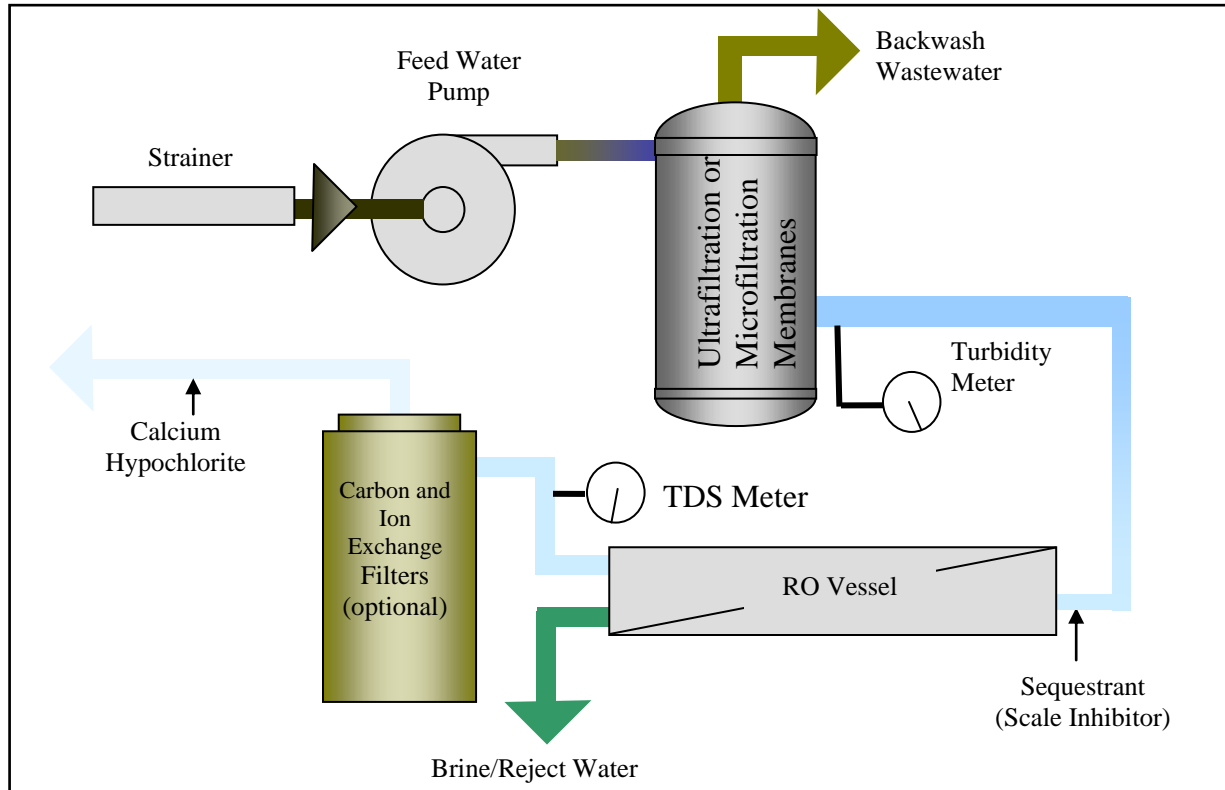 Backwash
Wastewater
Feed Water
Pump
Strainer
Ultrafiltration or
Microfiltration
Membranes
Turbidity
Meter
Calcium
Hypochlorite
Carbon and
Ion
Exchange
Filters
(optional)
TDS Meter
RO Vessel
Sequestrant
(Scale Inhibitor)
Brine/Reject Water